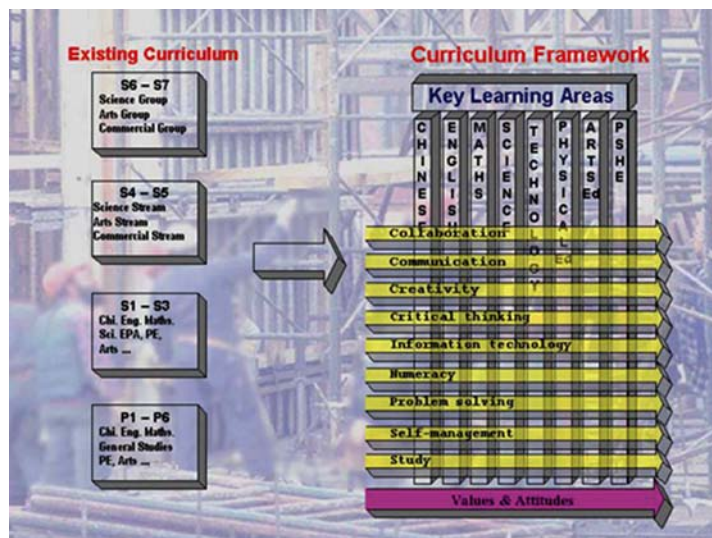 Existing Curriculum
S6 – S7
Science Group
Arts Group
Commercial Group
S4 – S5
Science Stream
Arts Stream
Commercial Stream
S1 – S3
Chi. Eng. Maths.
Sci. EPA, PE,
Arts ...
P1 – P6
Chi. Eng. Maths.
General Studies
PE, Arts ...
Curriculum Framework
Key Learning Areas
CHINESE
ENGLISH
MATHS
SCIENCE
TECHNOLOGY
PHYSICAL Ed
ARTS Ed
PSHE
Collaboration
Communication
Creativity
Critical thinking
Information technology
Numeracy
Problem solving
Self-management
Study
Values & Attitudes